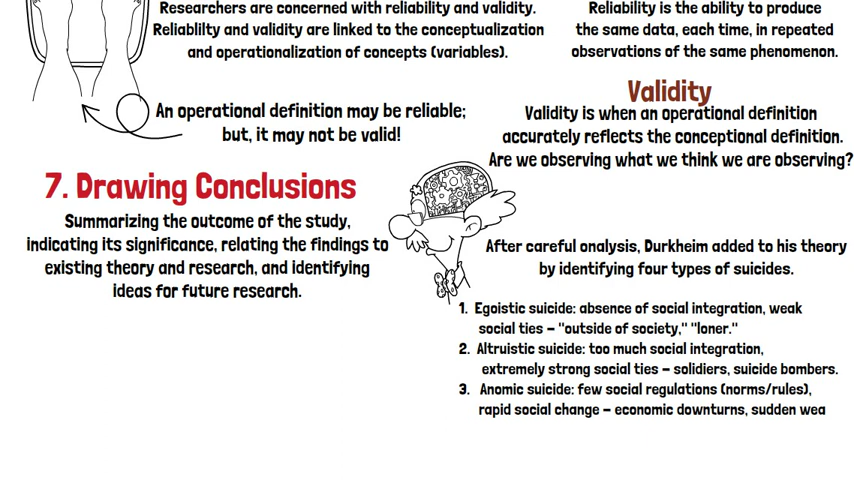 Researchers are concerned with reliability and validity.
Reliablilty and validity are linked to the conceptualization
and operationalization of concepts (variables).
Reliability is the ability to produce
the same data, each time, in repeated
observations of the same phenomenon.
An operational definition may be reliable;
but, it may not be valid!
Validity
Validity is when an operational definition
accurately reflects the conceptional definition.
Are we observing what we think we are observing?
7. Drawing Conclusions
Summarizing the outcome of the study,
indicating its significance, relating the findings to
existing theory and research, and identifying
ideas for future research.
After careful onalysis, Durkheim added to his theory
by identifying four types of suicides.
1. Egoistic suicide: absence of social integration, weak
social ties – "outside of society," "loner."
2. Altruistic suicide: too much social integration,
extremely strong social ties – solidiers, suicide bombers.
3. Anomic suicide: few social regulations (norms/rules),
rapid social change – economic downturns, sudden wea